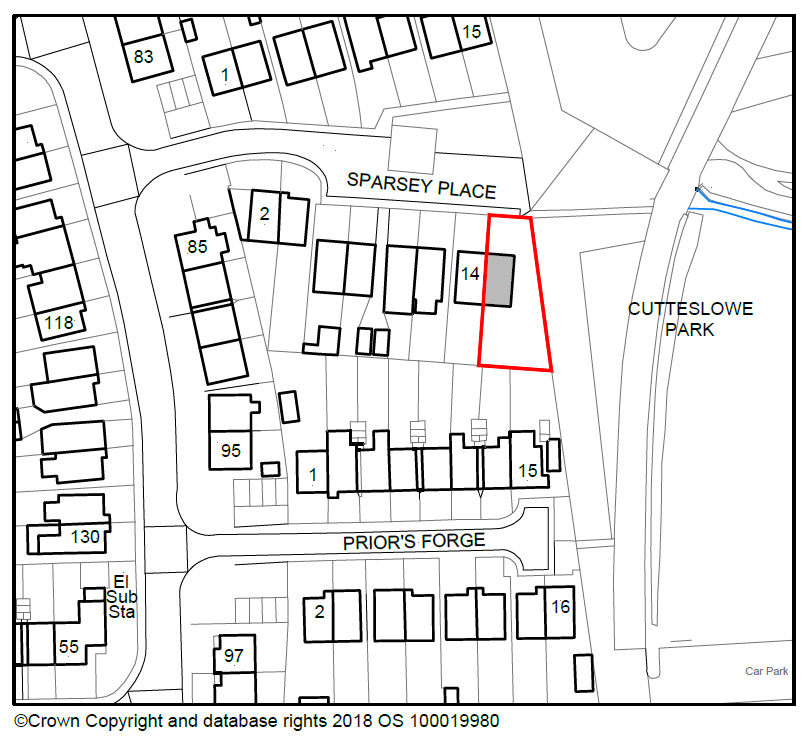 15
83
1
SPARSEY PLACE
2
85
14
118
CUTTESLOWE
PARK
95
1
15
130
PRIOR'S FORGE
El
Sub
Sta
2
16
55
97
Car Park
©Crown Copyright and database rights 2018 OS 100019980